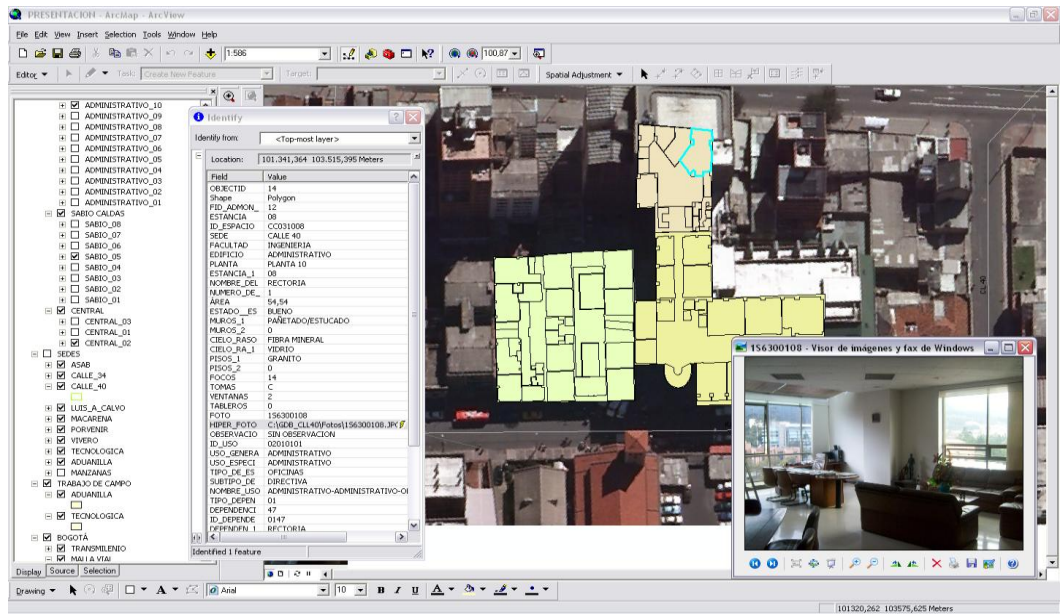 PRESENTACION - ArcMap - ArcView
File Edit View Insert Selection Tools Window Help
1:586
100,87
Editor
Task: Create New Feature
Target:
Spatial Adjustment
ADMINISTRATIVO_10
ADMINISTRATIVO_09
ADMINISTRATIVO_08
ADMINISTRATIVO_07
ADMINISTRATIVO_06
ADMINISTRATIVO_05
ADMINISTRATIVO_04
ADMINISTRATIVO_03
ADMINISTRATIVO_02
ADMINISTRATIVO_01
SABIO CALDAS
SABIO_08
SABIO_07
SABIO_06
SABIO_05
SABIO_04
SABIO_03
SABIO_02
SABIO_01
CENTRAL
CENTRAL_03
CENTRAL_01
CENTRAL_02
SEDES
ASAB
CALLE_34
CALLE_40
LUIS_A_CALVO
MACARENA
PORVENIR
VIVERO
TECNOLOGICA
ADUANILLA
MANZANAS
TRABAJO DE CAMPO
ADUANILLA
TECNOLOGICA
BOGOTÁ
TRANSMILENIO
MALLA VIAL
Display Source Selection
Identify
Identify from: <Top-most layer>
Location: 101.341,364 103.515,395 Meters
Field Value
OBJECTID 14
Shape Polygon
FID_ADMON_ 12
ESTANCIA 08
ID_ESPACIO CC031008
SEDE CALLE 40
FACULTAD INGENIERIA
EDIFICIO ADMINISTRATIVO
PLANTA PLANTA 10
ESTANCIA_1 08
NOMBRE_DEL RECTORIA
NUMERO_DE_ 1
ÁREA 54,54
ESTADO__ES BUENO
MUROS_1 PAÑETADO/ESTUCADO
MUROS_2 0
CIELO_RASO FIBRA MINERAL
CIELO_RA_1 VIDRIO
PISOS_1 GRANITO
PISOS_2 0
FOCOS 14
TOMAS C
VENTANAS 2
TABLEROS 0
FOTO 156300108
HIPER_FOTO C:\GDB_CLL40\Fotos\156300108.JPG
OBSERVACIO SIN OBSERVACION
ID_USO 02010101
USO_GENERA ADMINISTRATIVO
USO_ESPECI ADMINISTRATIVO
TIPO_DE_ES OFICINAS
SUBTIPO_DE DIRECTIVA
NOMBRE_USO ADMINISTRATIVO-ADMINISTRATIVO-O
TIPO_DEPEN 01
DEPENDENCI 47
ID_DEPENDE 0147
DEPENDEN_1 RECTORIA
Identified 1 feature
CL 40
156300108 - Visor de imágenes y fax de Windows
Drawing
A
Arial
10
B I U A
101320,262 103575,625 Meters